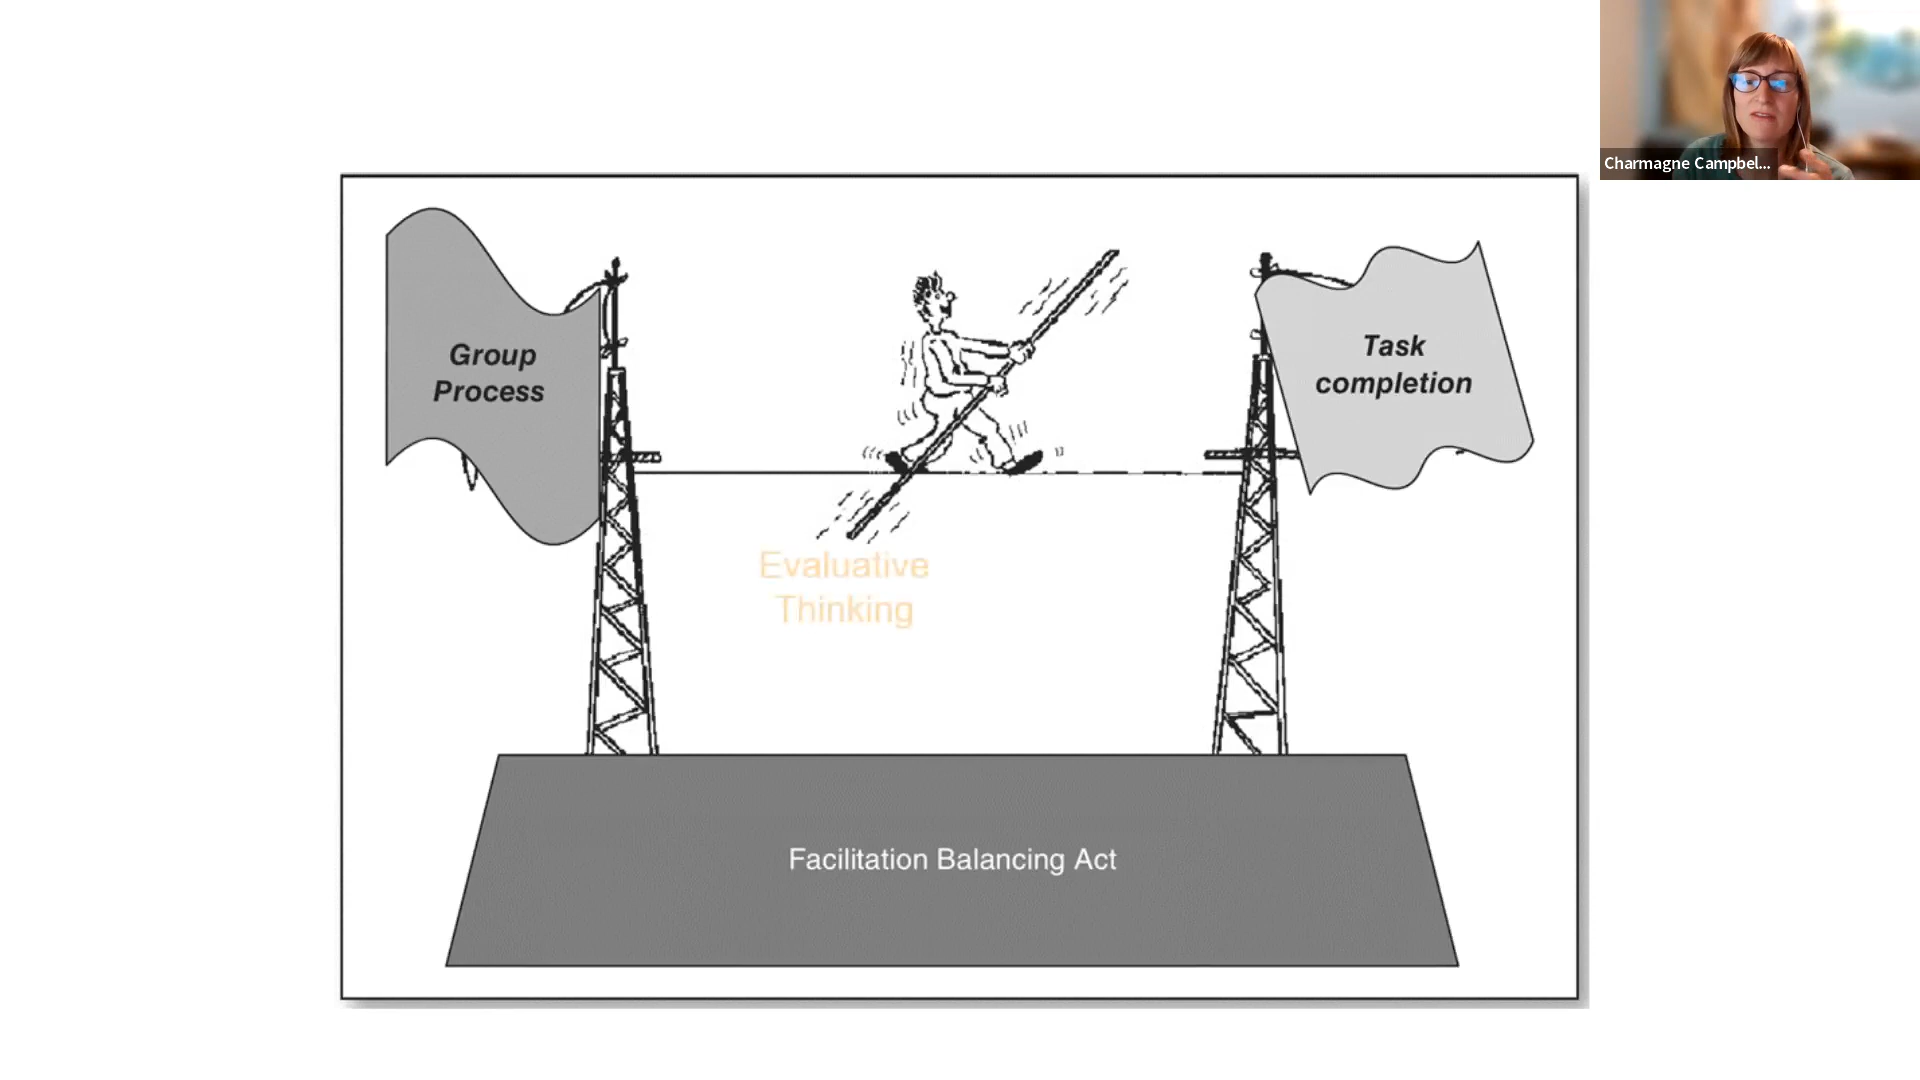 Charmagne Campbel...
Group
Process
Task
completion
Evaluative
Thinking
Facilitation Balancing Act